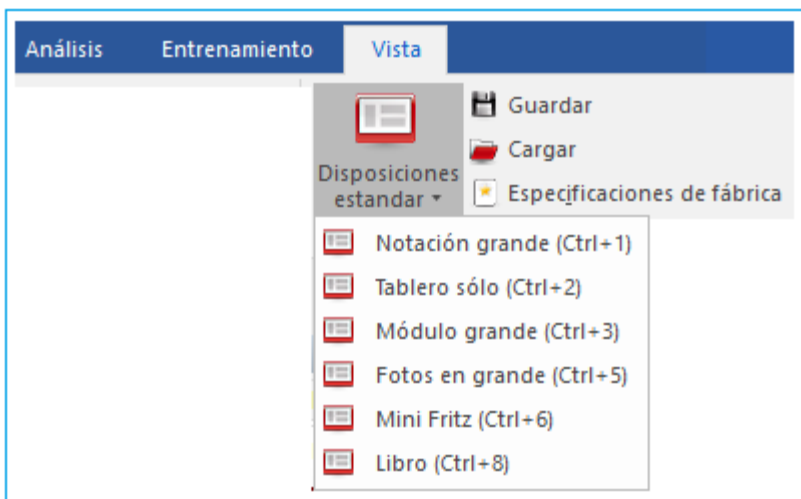 Análisis Entrenamiento Vista
Guardar
Cargar
Especificaciones de fábrica
Disposiciones
estandar
Notación grande (Ctrl+1)
Tablero sólo (Ctrl+2)
Módulo grande (Ctrl+3)
Fotos en grande (Ctrl+5)
Mini Fritz (Ctrl+6)
Libro (Ctrl+8)